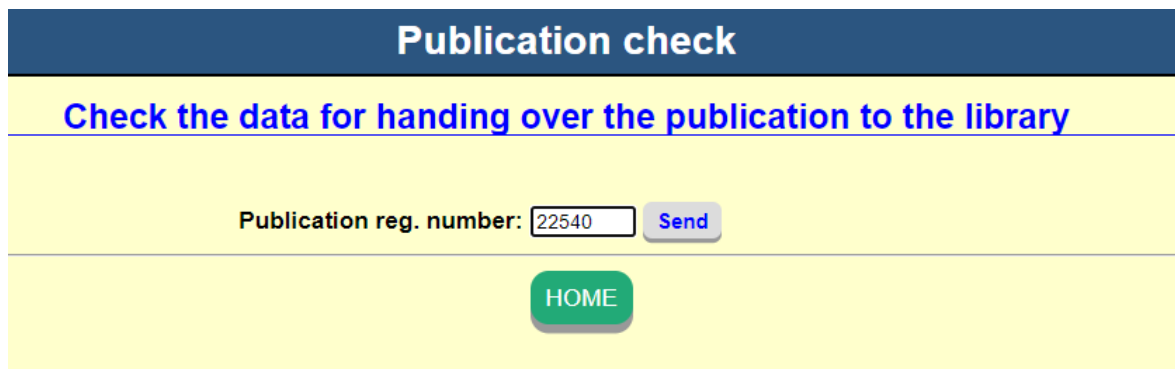 Publication check
Check the data for handing over the publication to the library
Publication reg. number: 22540 Send
HOME